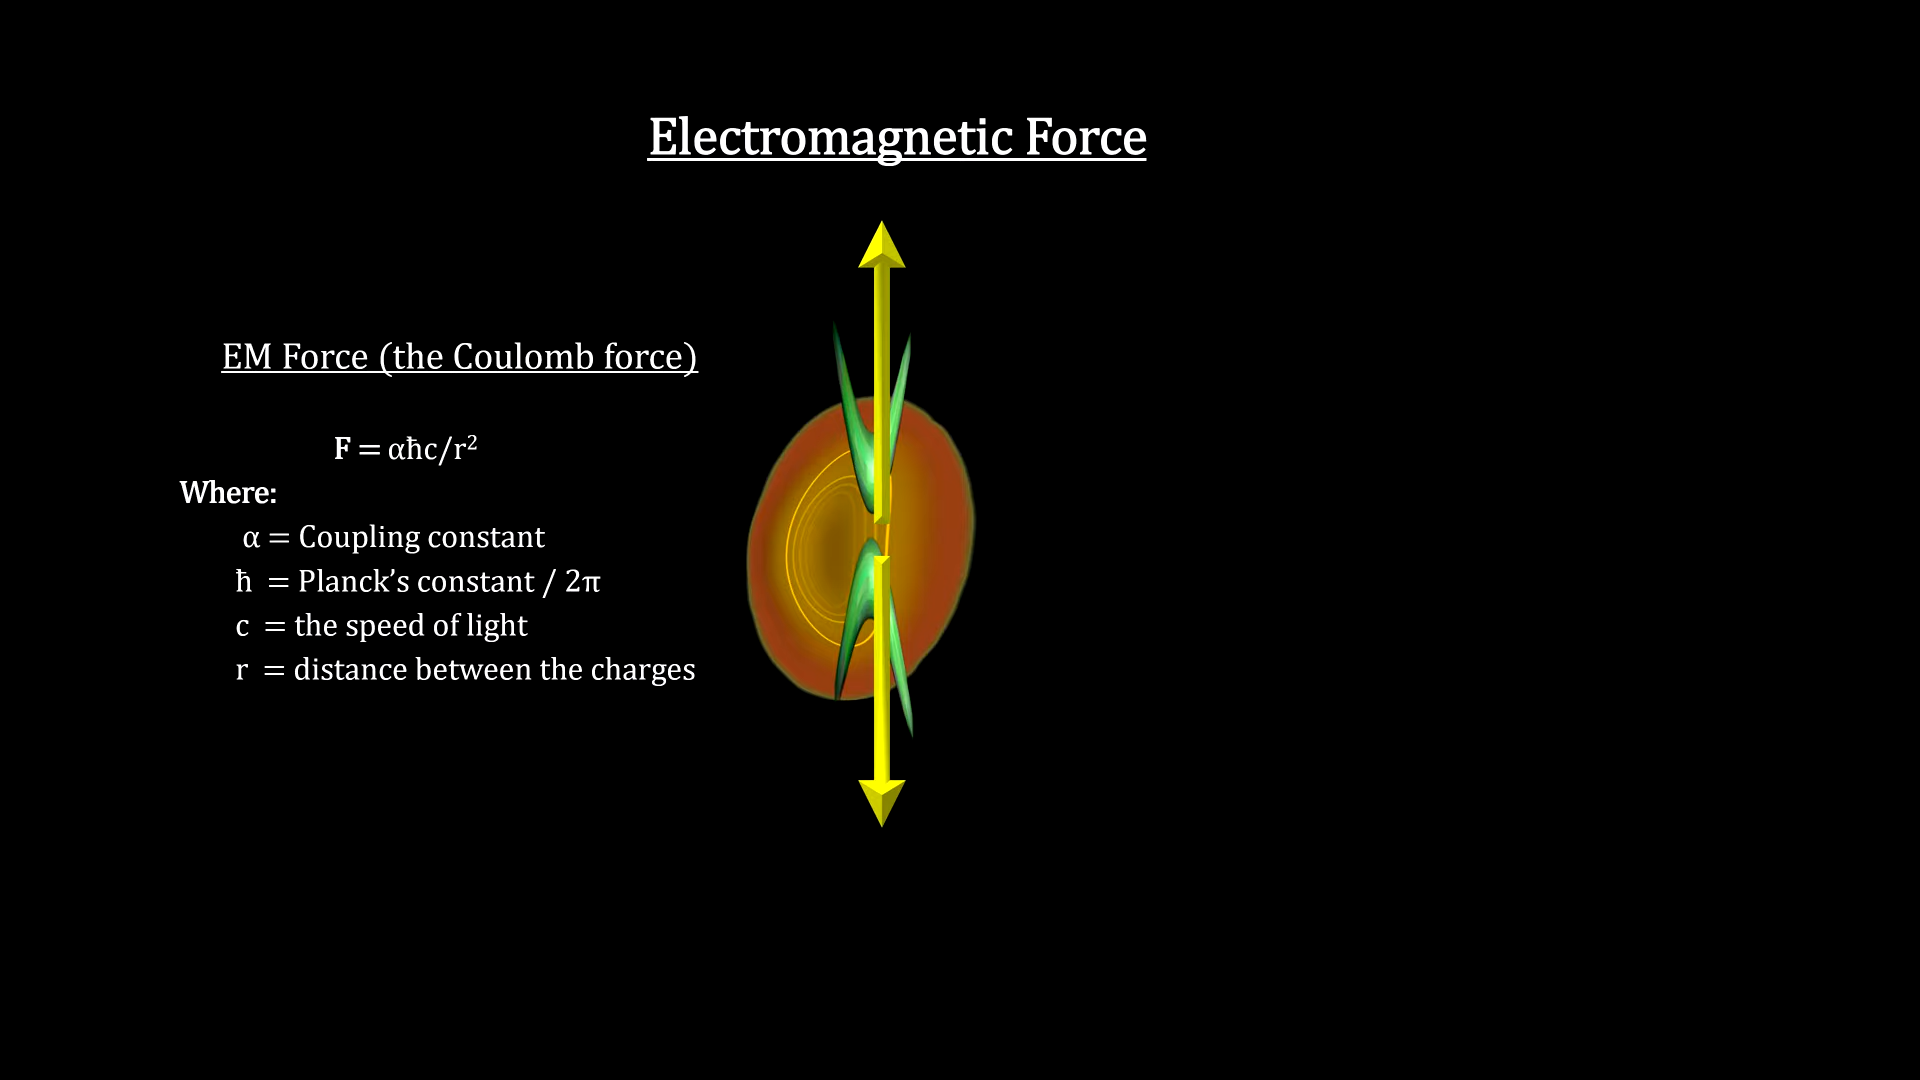 Electromagnetic Force
EM Force (the Coulomb force)
F = αħc/r²
Where:
α = Coupling constant
ħ = Planck’s constant / 2π
c = the speed of light
r = distance between the charges